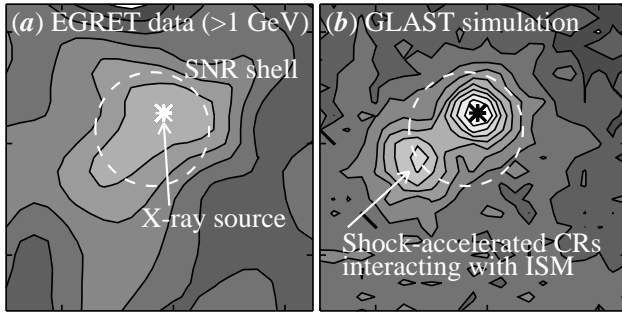 (a) EGRET data (>1 GeV)
SNR shell
X-ray source
(b) GLAST simulation
Shock-accelerated CRs
interacting with ISM